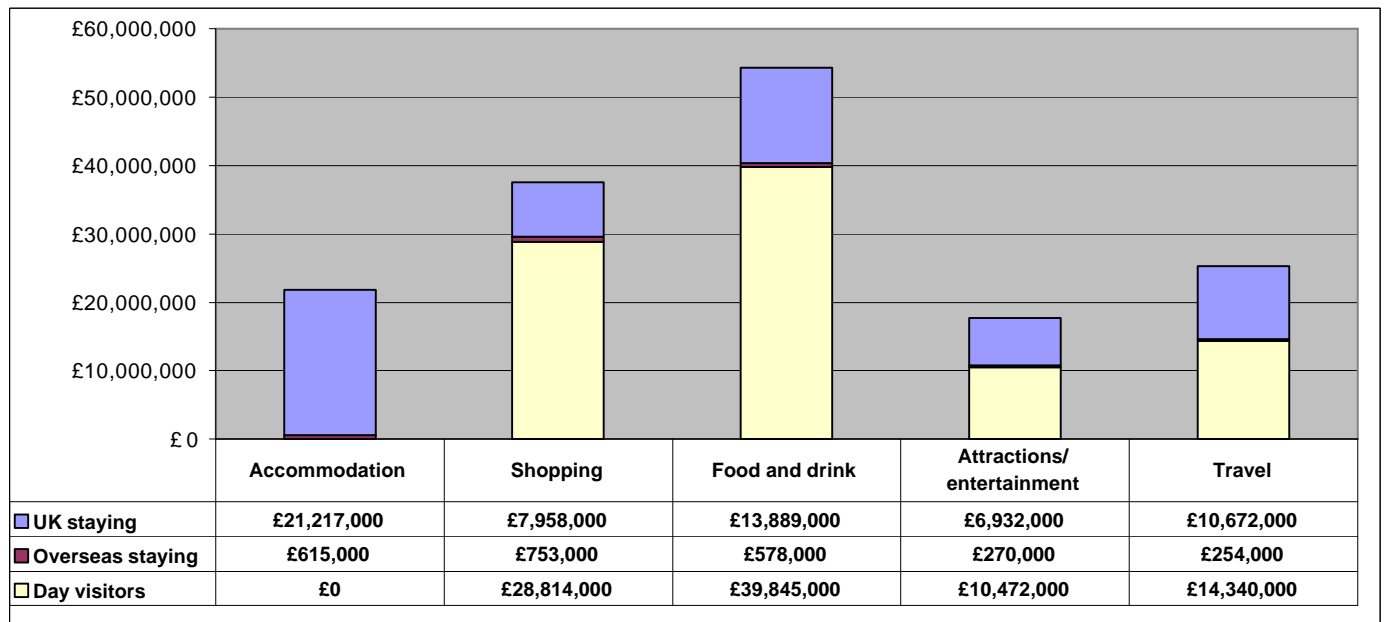 £60,000,000
£50,000,000
£40,000,000
£30,000,000
£20,000,000
£10,000,000
£0
Accommodation Shopping Food and drink Attractions/ entertainment Travel
UK staying £21,217,000 £7,958,000 £13,889,000 £6,932,000 £10,672,000
Overseas staying £615,000 £753,000 £578,000 £270,000 £254,000
Day visitors £0 £28,814,000 £39,845,000 £10,472,000 £14,340,000